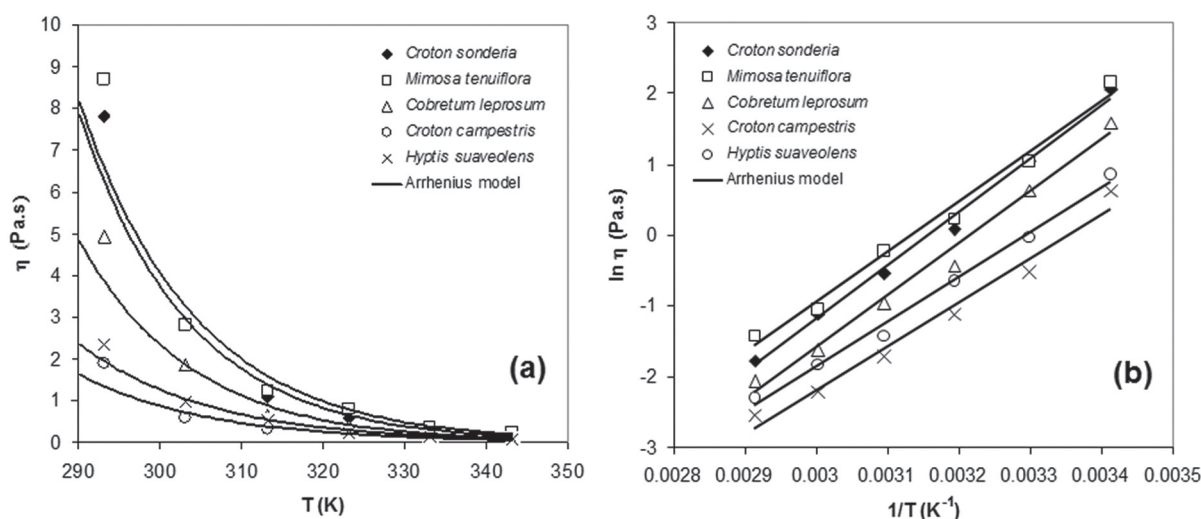 10
9
8
7
6
5
4
3
2
1
0
η (Pa.s)
290 300 310 320 330 340 350
T (K)
Croton sonderia
Mimosa tenuiflora
Cobretum leprosum
Croton campestris
Hyptis suaveolens
Arrhenius model
(a)
3
2
1
0
-1
-2
-3
ln η (Pa.s)
0.0028 0.0029 0.003 0.0031 0.0032 0.0033 0.0034 0.0035
1/T (K⁻¹)
Croton sonderia
Mimosa tenuiflora
Cobretum leprosum
Croton campestris
Hyptis suaveolens
Arrhenius model
(b)